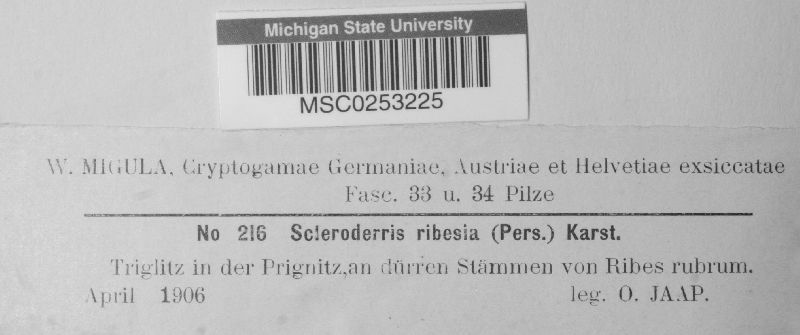 Michigan State University
MSC0253225
W. MIGULA, Cryptogamae Germaniae, Austriae et Helvetiae exsiccatae
Fasc. 33 u. 34 Pilze
No 216 Scleroderris ribesia (Pers.) Karst.
Triglitz in der Prignitz,an dürren Stämmen von Ribes rubrum.
April 1906 leg. O. JAAP.